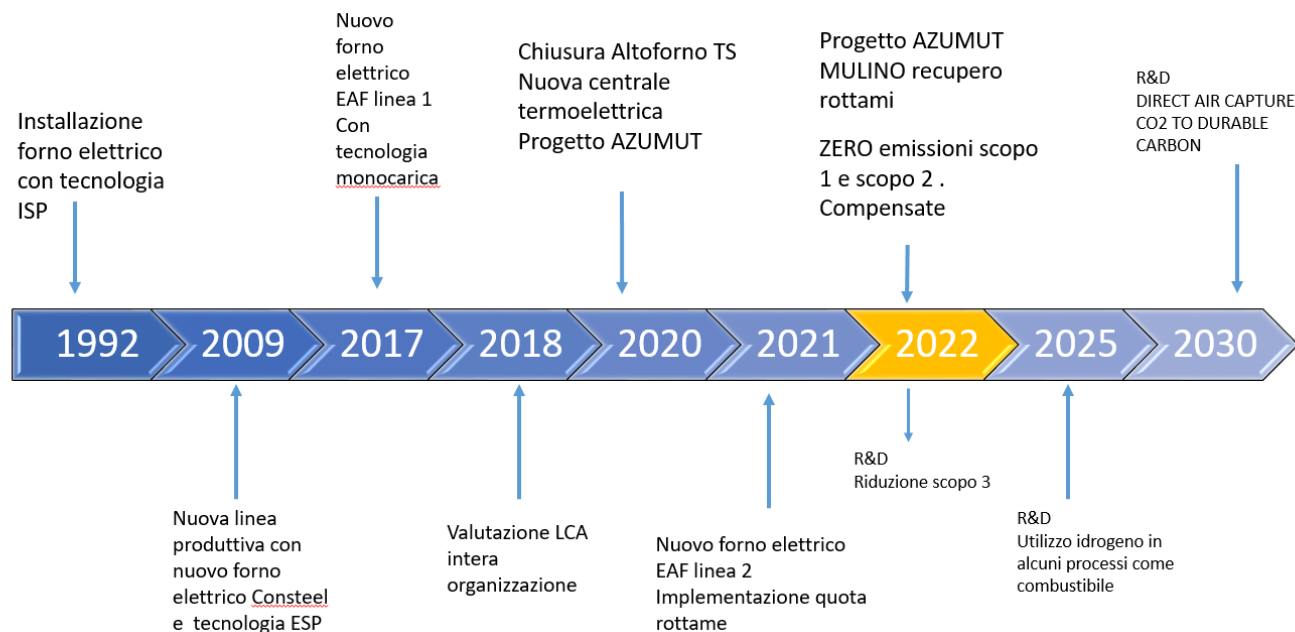 Installazione
forno elettrico
con tecnologia
ISP
Nuovo
forno
elettrico
EAF linea 1
Con
tecnologia
monocarica
Chiusura Altoforno TS
Nuova centrale
termoelettrica
Progetto AZUMUT
Progetto AZUMUT
MULINO recupero
rottami
ZERO emissioni scopo
1 e scopo 2 .
Compensate
R&D
DIRECT AIR CAPTURE
CO2 TO DURABLE
CARBON
1992
2009
2017
2018
2020
2021
2022
2025
2030
Nuova linea
produttiva con
nuovo forno
elettrico Consteel
e tecnologia ESP
Valutazione LCA
intera
organizzazione
Nuovo forno elettrico
EAF linea 2
Implementazione quota
rottame
R&D
Riduzione scopo 3
R&D
Utilizzo idrogeno in
alcuni processi come
combustibile